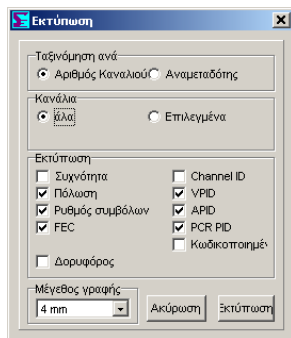 Εκτύπωση
Ταξινόμηση ανά
Αριθμός Καναλιού Αναμεταδότης
Κανάλια
άλα Επιλεγμένα
Εκτύπωση
Συχνότητα Channel ID
Πόλωση VPID
Ρυθμός συμβόλων APID
FEC PCR PID
Κωδικοποιημέν
Δορυφόρος
Μέγεθος γραφής
4 mm Ακύρωση Εκτύπωση